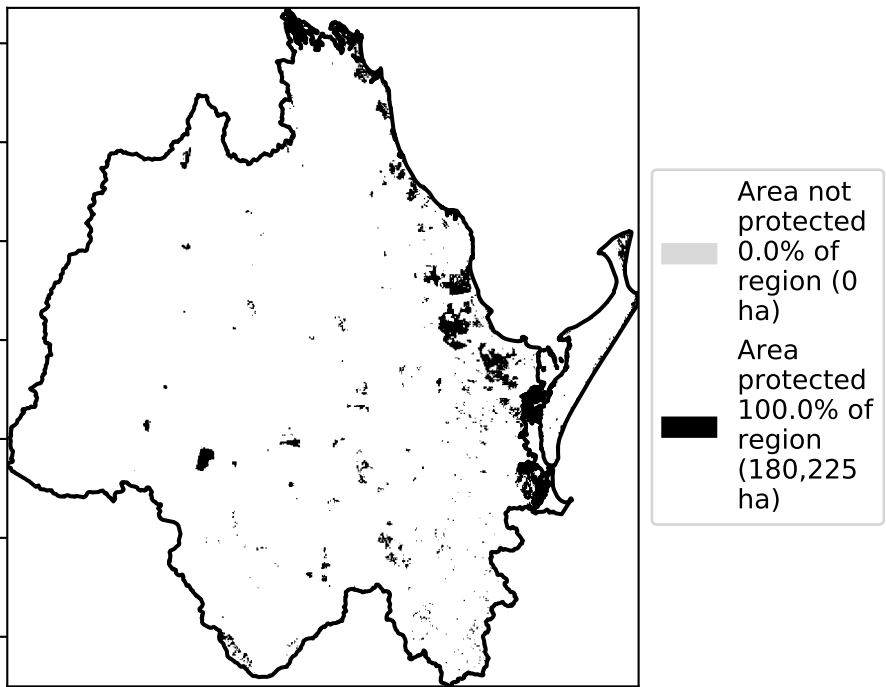 Area not
protected
0.0% of
region (0
ha)
Area
protected
100.0% of
region
(180,225
ha)